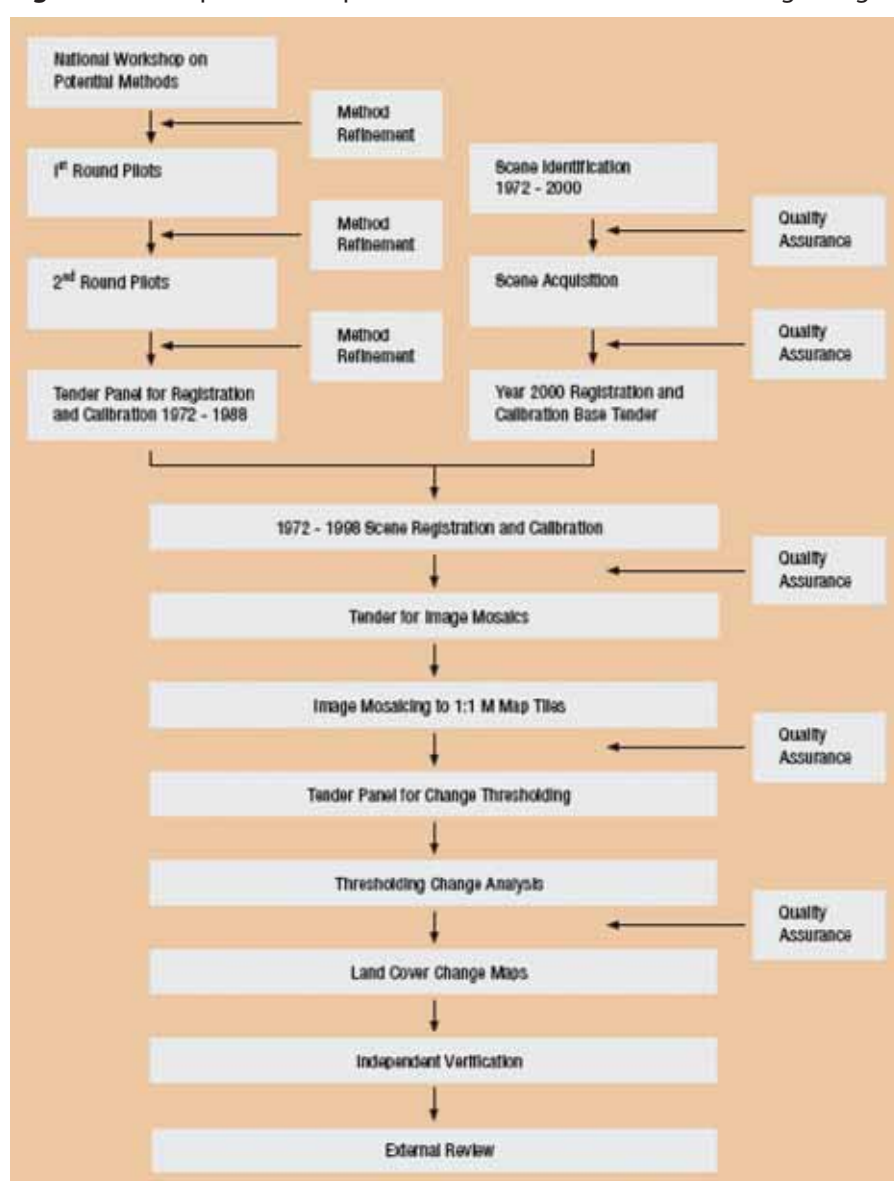 National Workshop on
Potential Methods
Method
Refinement
1st Round Pilots
Scene Identification
1972 - 2000
Method
Refinement
Quality
Assurance
2nd Round Pilots
Scene Acquisition
Method
Refinement
Quality
Assurance
Tender Panel for Registration
and Calibration 1972 - 1988
Year 2000 Registration and
Calibration Base Tender
1972 - 1998 Scene Registration and Calibration
Quality
Assurance
Tender for Image Mosaics
Image Mosaicing to 1:1 M Map Tiles
Quality
Assurance
Tender Panel for Change Thresholding
Thresholding Change Analysis
Quality
Assurance
Land Cover Change Maps
Independent Verification
External Review